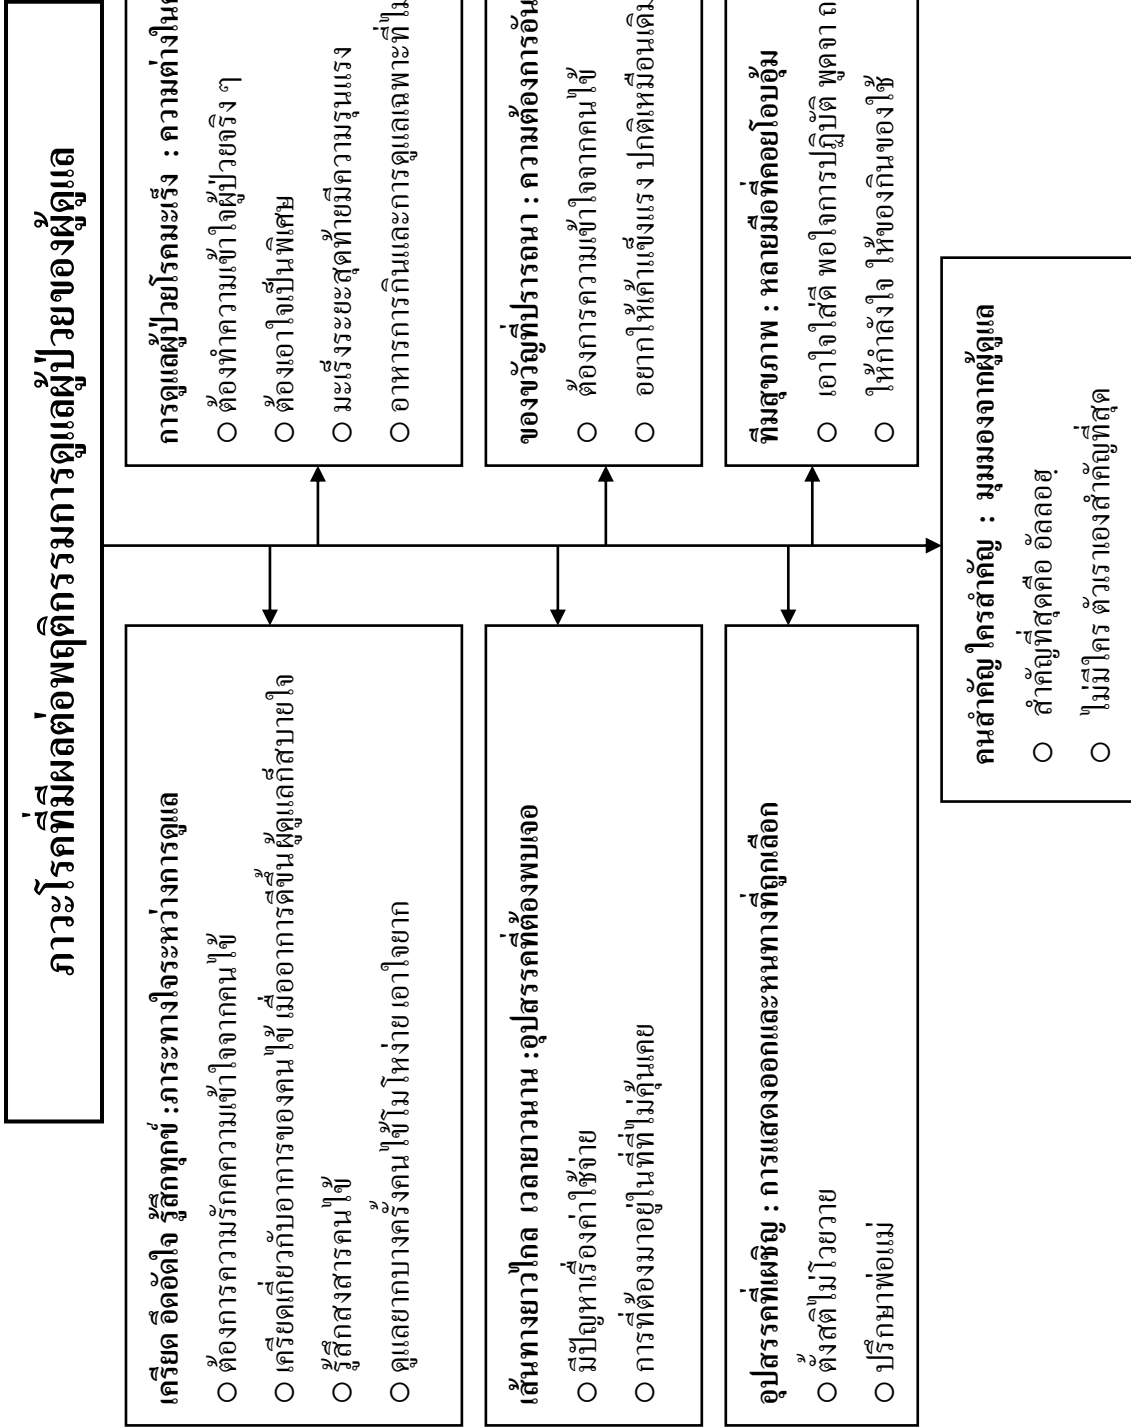 ภาวะโรคที่มีผลต่อพฤติกรรมการดูแลผู้ป่วยของผู้ดูแล
เครียด อึดอัดใจ รู้สึกทุกข์ :ภาระทางใจระหว่างการดูแล
○ ต้องการความรักความเข้าใจจากคนไข้
○ เครียดเกี่ยวกับอาการของคนไข้ เมื่ออาการดีขึ้นผู้ดูแลก็สบายใจ
○ รู้สึกสงสารคนไข้
○ ดูแลยากบางครั้งคนไข้โมโหง่าย เอาใจยาก
การดูแลผู้ป่วยโรคมะเร็ง : ความต่างใน
○ ต้องทำความเข้าใจผู้ป่วยจริง ๆ
○ ต้องเอาใจเป็นพิเศษ
○ มะเร็งระยะสุดท้ายมีความรุนแรง
○ อาหารการกินและการดูแลเฉพาะที่
เส้นทางยาวไกล เวลายาวนาน :อุปสรรคที่ต้องพบเจอ
○ มีปัญหาเรื่องค่าใช้จ่าย
○ การที่ต้องมาอยู่ในที่ที่ไม่คุ้นเคย
ของขวัญที่ปรารถนา : ความต้องการอัน
○ ต้องการความเข้าใจจากคนไข้
○ อยากให้เค้าแข็งแรง ปกติเหมือนเดิม
อุปสรรคที่เผชิญ : การแสดงออกและหนทางที่ถูกเลือก
○ ตั้งสติไม่โวยวาย
○ ปรึกษาพ่อแม่
ทีมสุขภาพ : หลายมือที่คอยโอบอุ้ม
○ เอาใจใส่ดี พอใจการปฏิบัติ พูดจา
○ ให้กำลังใจ ให้ของกินของใช้
คนสำคัญ ใครสำคัญ : มุมมองจากผู้ดูแล
○ สำคัญที่สุดคือ อัลลอฮฺ
○ ไม่มีใคร ตัวเราเองสำคัญที่สุด